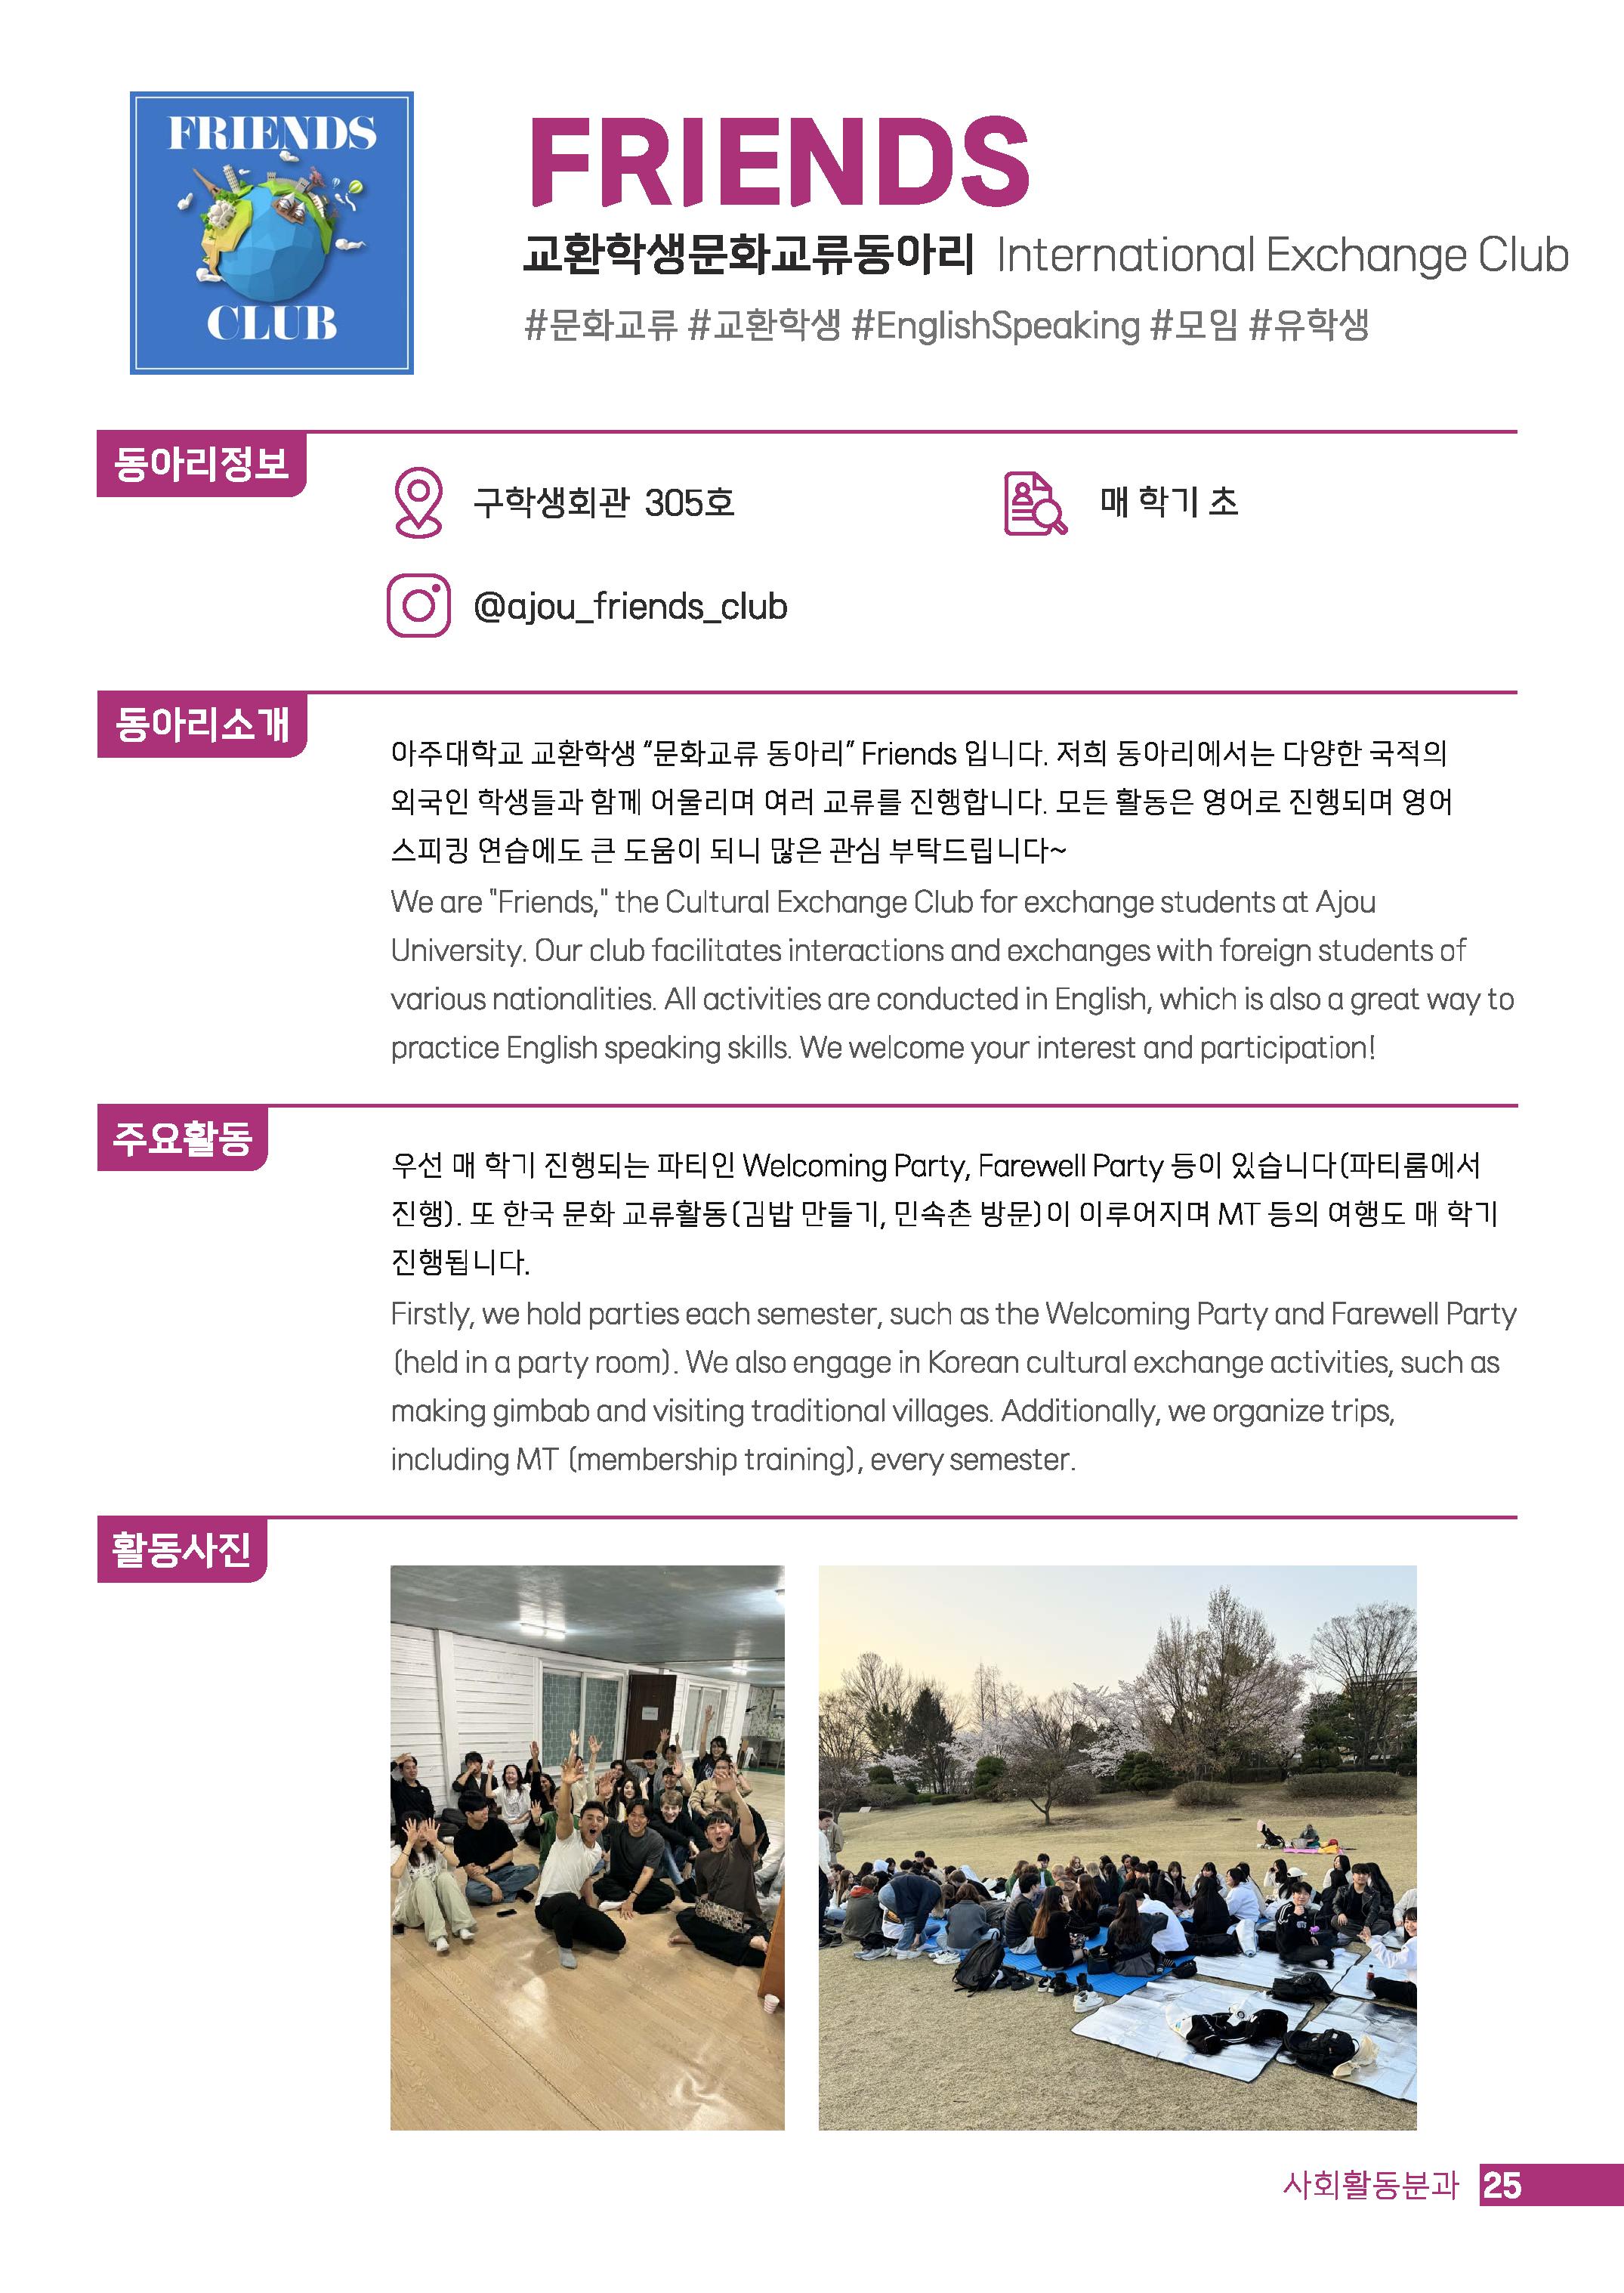 FRIENDS
CLUB
FRIENDS
교환학생문화교류동아리 International Exchange Club
#문화교류 #교환학생 #EnglishSpeaking #모임 #유학생
동아리정보
구학생회관 305호
매 학기 초
@ajou_friends_club
동아리소개
아주대학교 교환학생 “문화교류 동아리” Friends 입니다. 저희 동아리에서는 다양한 국적의
외국인 학생들과 함께 어울리며 여러 교류를 진행합니다. 모든 활동은 영어로 진행되며 영어
스피킹 연습에도 큰 도움이 되니 많은 관심 부탁드립니다~
We are "Friends," the Cultural Exchange Club for exchange students at Ajou
University. Our club facilitates interactions and exchanges with foreign students of
various nationalities. All activities are conducted in English, which is also a great way to
practice English speaking skills. We welcome your interest and participation!
주요활동
우선 매 학기 진행되는 파티인 Welcoming Party, Farewell Party 등이 있습니다(파티룸에서
진행). 또 한국 문화 교류활동(김밥 만들기, 민속촌 방문)이 이루어지며 MT 등의 여행도 매 학기
진행됩니다.
Firstly, we hold parties each semester, such as the Welcoming Party and Farewell Party
(held in a party room). We also engage in Korean cultural exchange activities, such as
making gimbab and visiting traditional villages. Additionally, we organize trips,
including MT (membership training), every semester.
활동사진
사회활동분과 25